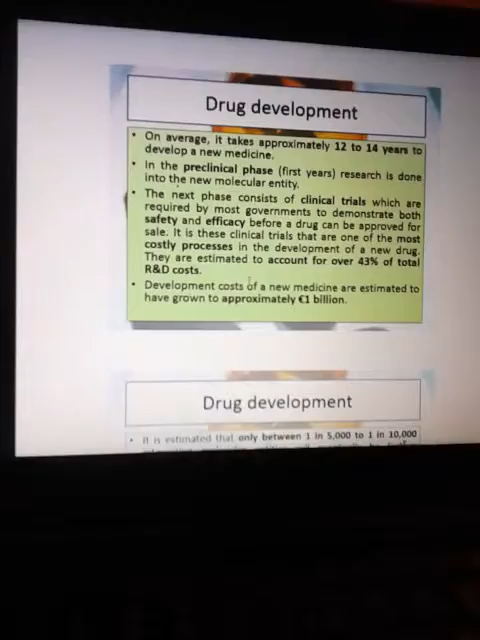 Drug development
• On average, it takes approximately 12 to 14 years to
develop a new medicine.
• In the preclinical phase (first years) research is done
into the new molecular entity.
• The next phase consists of clinical trials which are
required by most governments to demonstrate both
safety and efficacy before a drug can be approved for
sale. It is these clinical trials that are one of the most
costly processes in the development of a new drug.
They are estimated to account for over 43% of total
R&D costs.
• Development costs of a new medicine are estimated to
have grown to approximately €1 billion.
Drug development
• It is estimated that only between 1 in 5,000 to 1 in 10,000